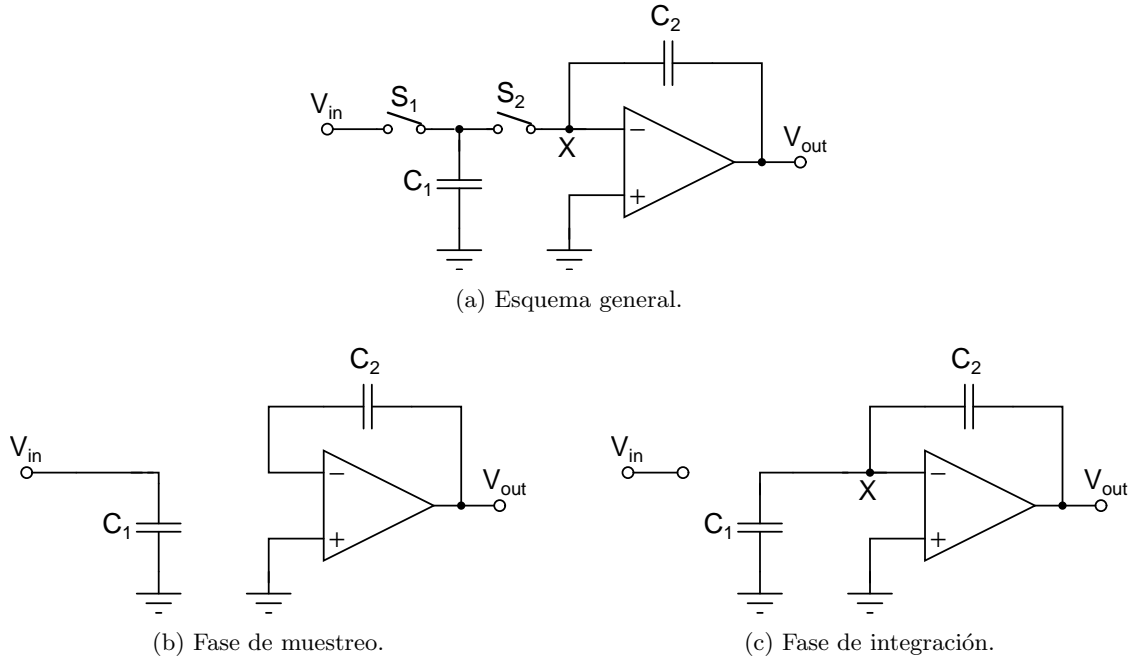 C2
Vin
S1
S2
X
Vout
C1
−
+
(a) Esquema general.
C2
Vin
Vout
C1
−
+
(b) Fase de muestreo.
C2
Vin
X
Vout
C1
−
+
(c) Fase de integración.